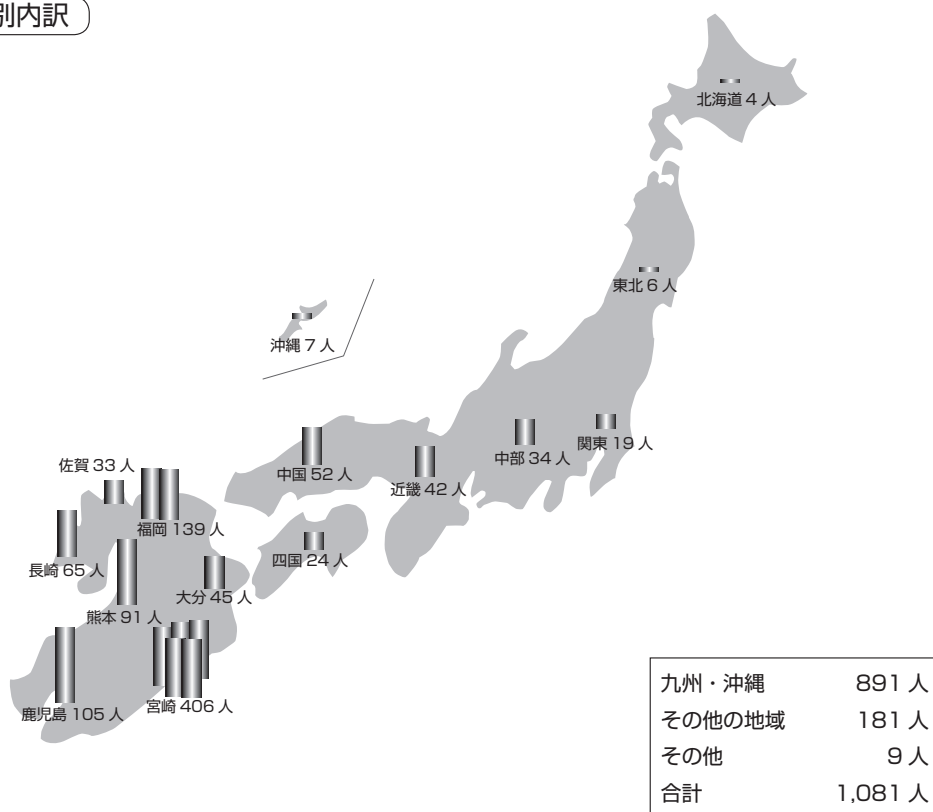 別内訳
北海道 4 人
東北 6 人
沖縄 7 人
関東 19 人
中部 34 人
中国 52 人
近畿 42 人
佐賀 33 人
福岡 139 人
四国 24 人
長崎 65 人
大分 45 人
熊本 91 人
宮崎 406 人
鹿児島 105 人
九州・沖縄 891 人
その他の地域 181 人
その他 9 人
合計 1,081 人